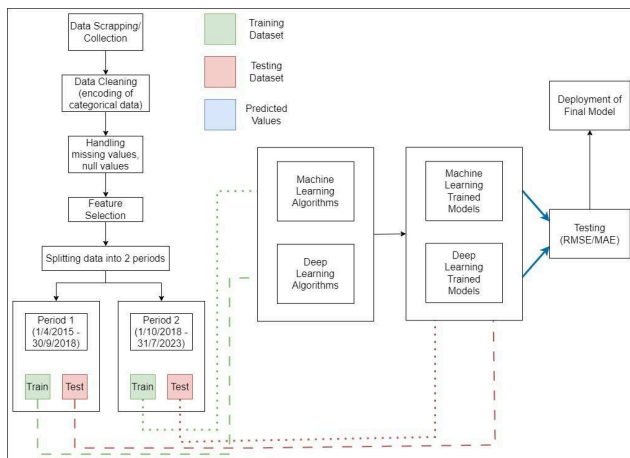 Data Scrapping/
Collection
Data Cleaning
(encoding of
categorical data)
Handling
missing values,
null values
Feature
Selection
Splitting data into 2 periods
Period 1
(1/4/2015 -
30/9/2018)
Train
Test
Period 2
(1/10/2018 -
31/7/2023)
Train
Test
Training
Dataset
Testing
Dataset
Predicted
Values
Machine
Learning
Algorithms
Deep
Learning
Algorithms
Machine
Learning
Trained
Models
Deep
Learning
Trained
Models
Testing
(RMSE/MAE)
Deployment of
Final Model